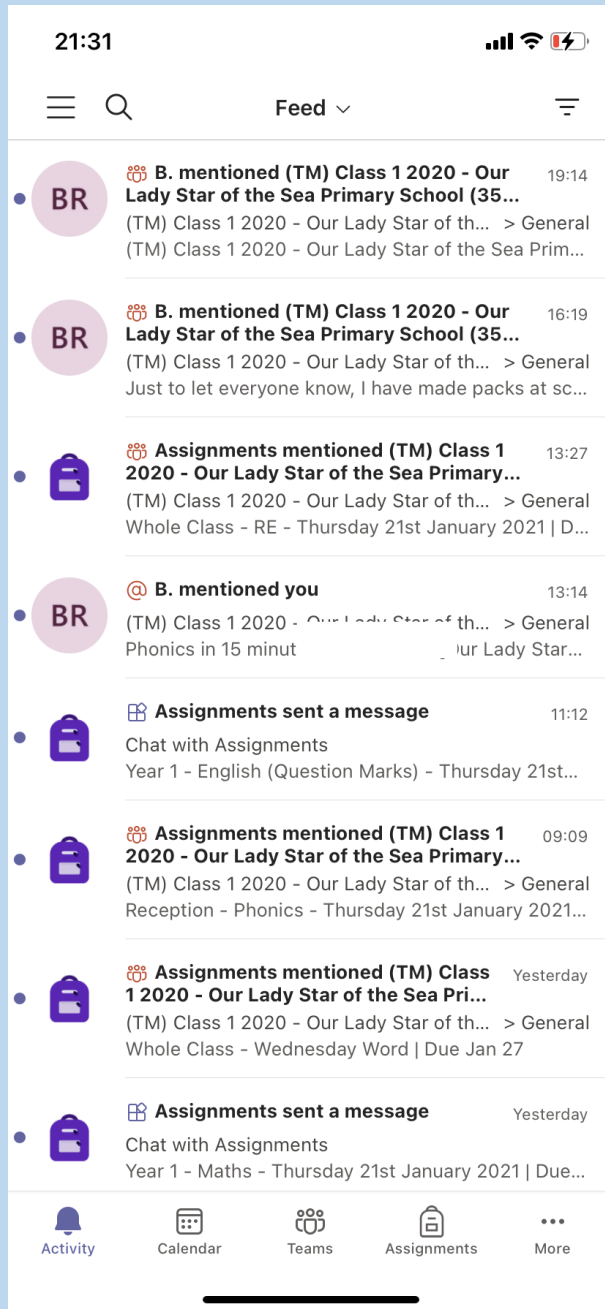 21:31
Feed
BR
B. mentioned (TM) Class 1 2020 - Our
19:14
Lady Star of the Sea Primary School (35...
(TM) Class 1 2020 - Our Lady Star of th... > General
(TM) Class 1 2020 - Our Lady Star of the Sea Prim...
BR
B. mentioned (TM) Class 1 2020 - Our
16:19
Lady Star of the Sea Primary School (35...
(TM) Class 1 2020 - Our Lady Star of th... > General
Just to let everyone know, I have made packs at sc...
Assignments mentioned (TM) Class 1
13:27
2020 - Our Lady Star of the Sea Primary...
(TM) Class 1 2020 - Our Lady Star of th... > General
Whole Class - RE - Thursday 21st January 2021 | D...
BR
@ B. mentioned you
13:14
(TM) Class 1 2020 - Our Lady Star of th... > General
Phonics in 15 minut Our Lady Star...
Assignments sent a message
11:12
Chat with Assignments
Year 1 - English (Question Marks) - Thursday 21st...
Assignments mentioned (TM) Class 1
09:09
2020 - Our Lady Star of the Sea Primary...
(TM) Class 1 2020 - Our Lady Star of th... > General
Reception - Phonics - Thursday 21st January 2021...
Assignments mentioned (TM) Class
Yesterday
1 2020 - Our Lady Star of the Sea Pri...
(TM) Class 1 2020 - Our Lady Star of th... > General
Whole Class - Wednesday Word | Due Jan 27
Assignments sent a message
Yesterday
Chat with Assignments
Year 1 - Maths - Thursday 21st January 2021 | Due...
Activity
Calendar
Teams
Assignments
More